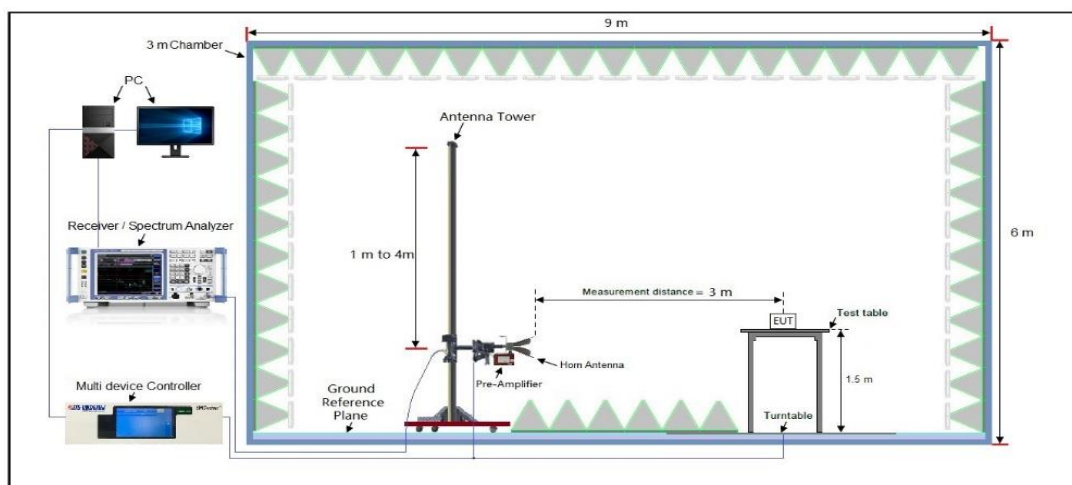 9 m
3 m Chamber
PC
Antenna Tower
Receiver / Spectrum Analyzer
1 m to 4m
6 m
Measurement distance = 3 m
EUT
Test table
Horn Antenna
Pre-Amplifier
1.5 m
Multi device Controller
Ground
Reference
Plane
Turntable